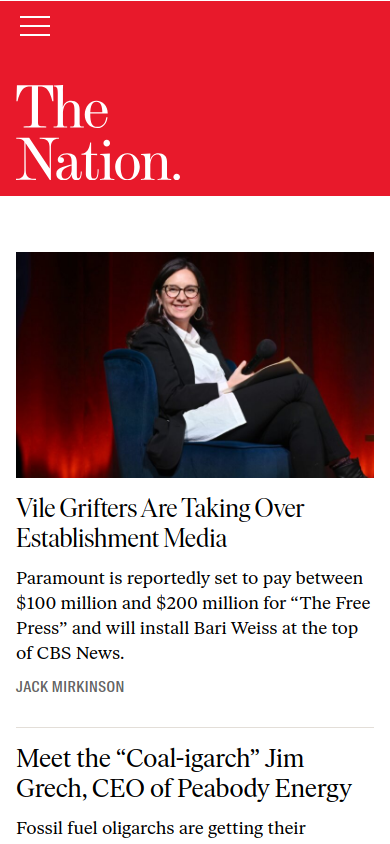 The
Nation.
Vile Grifters Are Taking Over
Establishment Media
Paramount is reportedly set to pay between
$100 million and $200 million for “The Free
Press” and will install Bari Weiss at the top
of CBS News.
JACK MIRKINSON
Meet the “Coal-igarch” Jim
Grech, CEO of Peabody Energy
Fossil fuel oligarchs are getting their